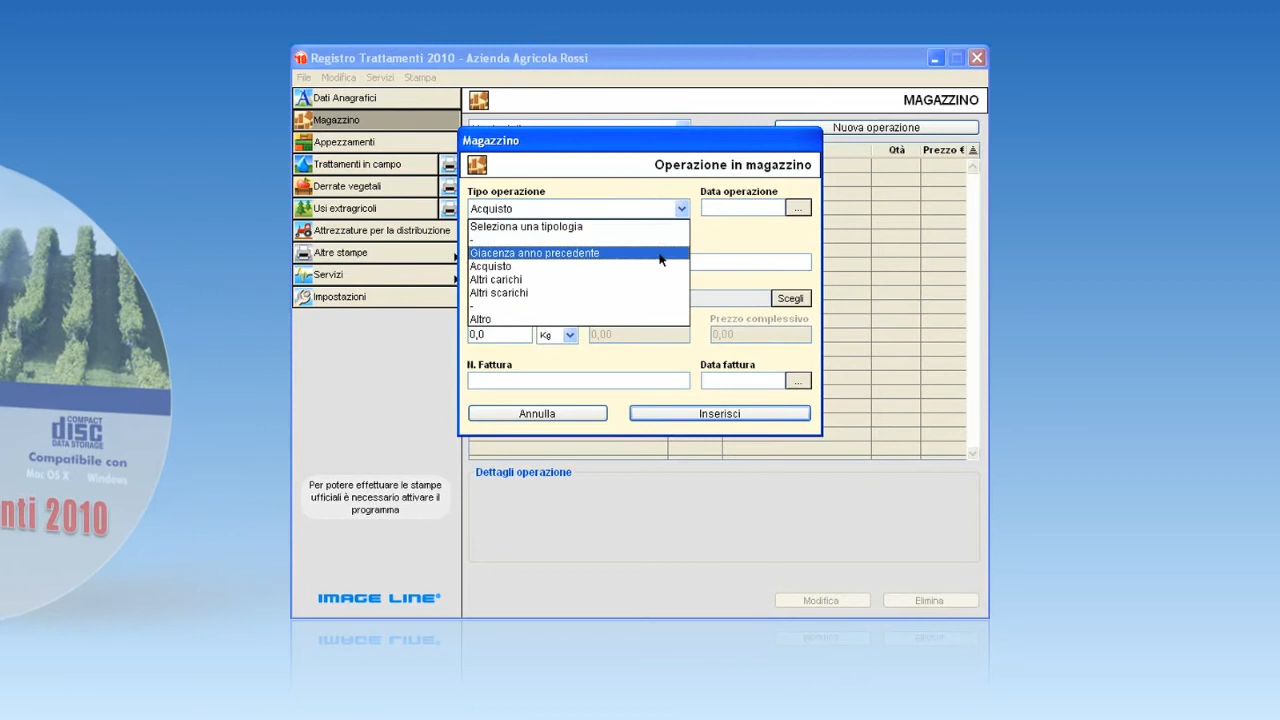 Registro Trattamenti 2010 - Azienda Agricola Rossi
File Modifica Servizi Stampa
Dati Anagrafici
Magazzino
Appezzamenti
Trattamenti in campo
Derrate vegetali
Usi extragricoli
Attrezzature per la distribuzione
Altre stampe
Servizi
Impostazioni
Per potere effettuare le stampe
ufficiali è necessario attivare il
programma
IMAGE LINE®
MAGAZZINO
Nuova operazione
Qtà Prezzo €
Magazzino
Operazione in magazzino
Tipo operazione Data operazione
Acquisto ...
Seleziona una tipologia
-
Giacenza anno precedente
Acquisto
Altri carichi
Altri scarichi
-
Altro
Scegli
Prezzo complessivo
0,0 Kg 0,00 0,00
N. Fattura Data fattura
...
Annulla Inserisci
Dettagli operazione
Modifica Elimina
COMPACT
disc
DATA STORAGE
Compatibile con
Mac OS X Windows
nti 2010